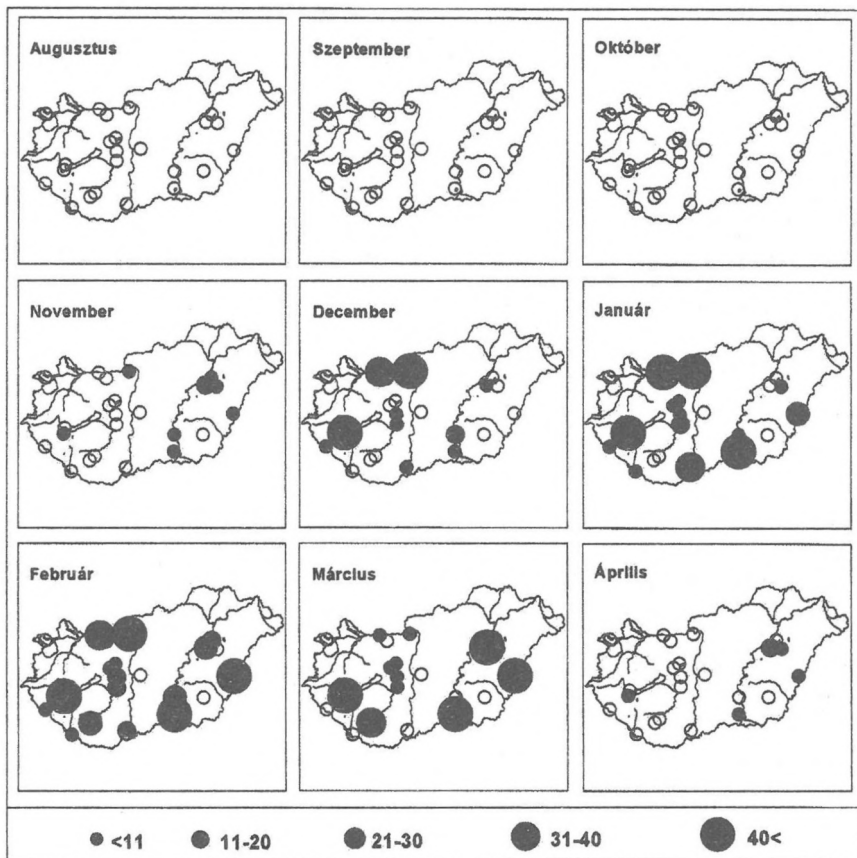 Augusztus
Szeptember
Október
November
December
Január
Február
Március
Április
<11 11-20 21-30 31-40 40<